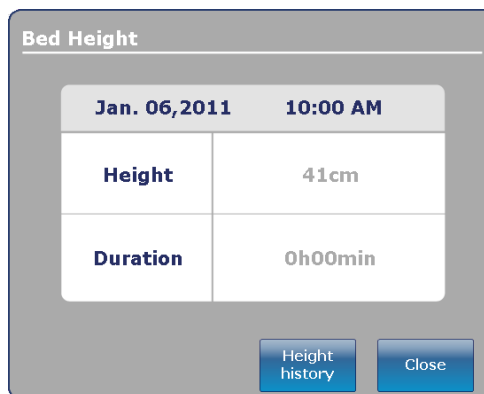 Bed Height
Jan. 06,2011 10:00 AM
Height 41cm
Duration 0h00min
Height
history
Close